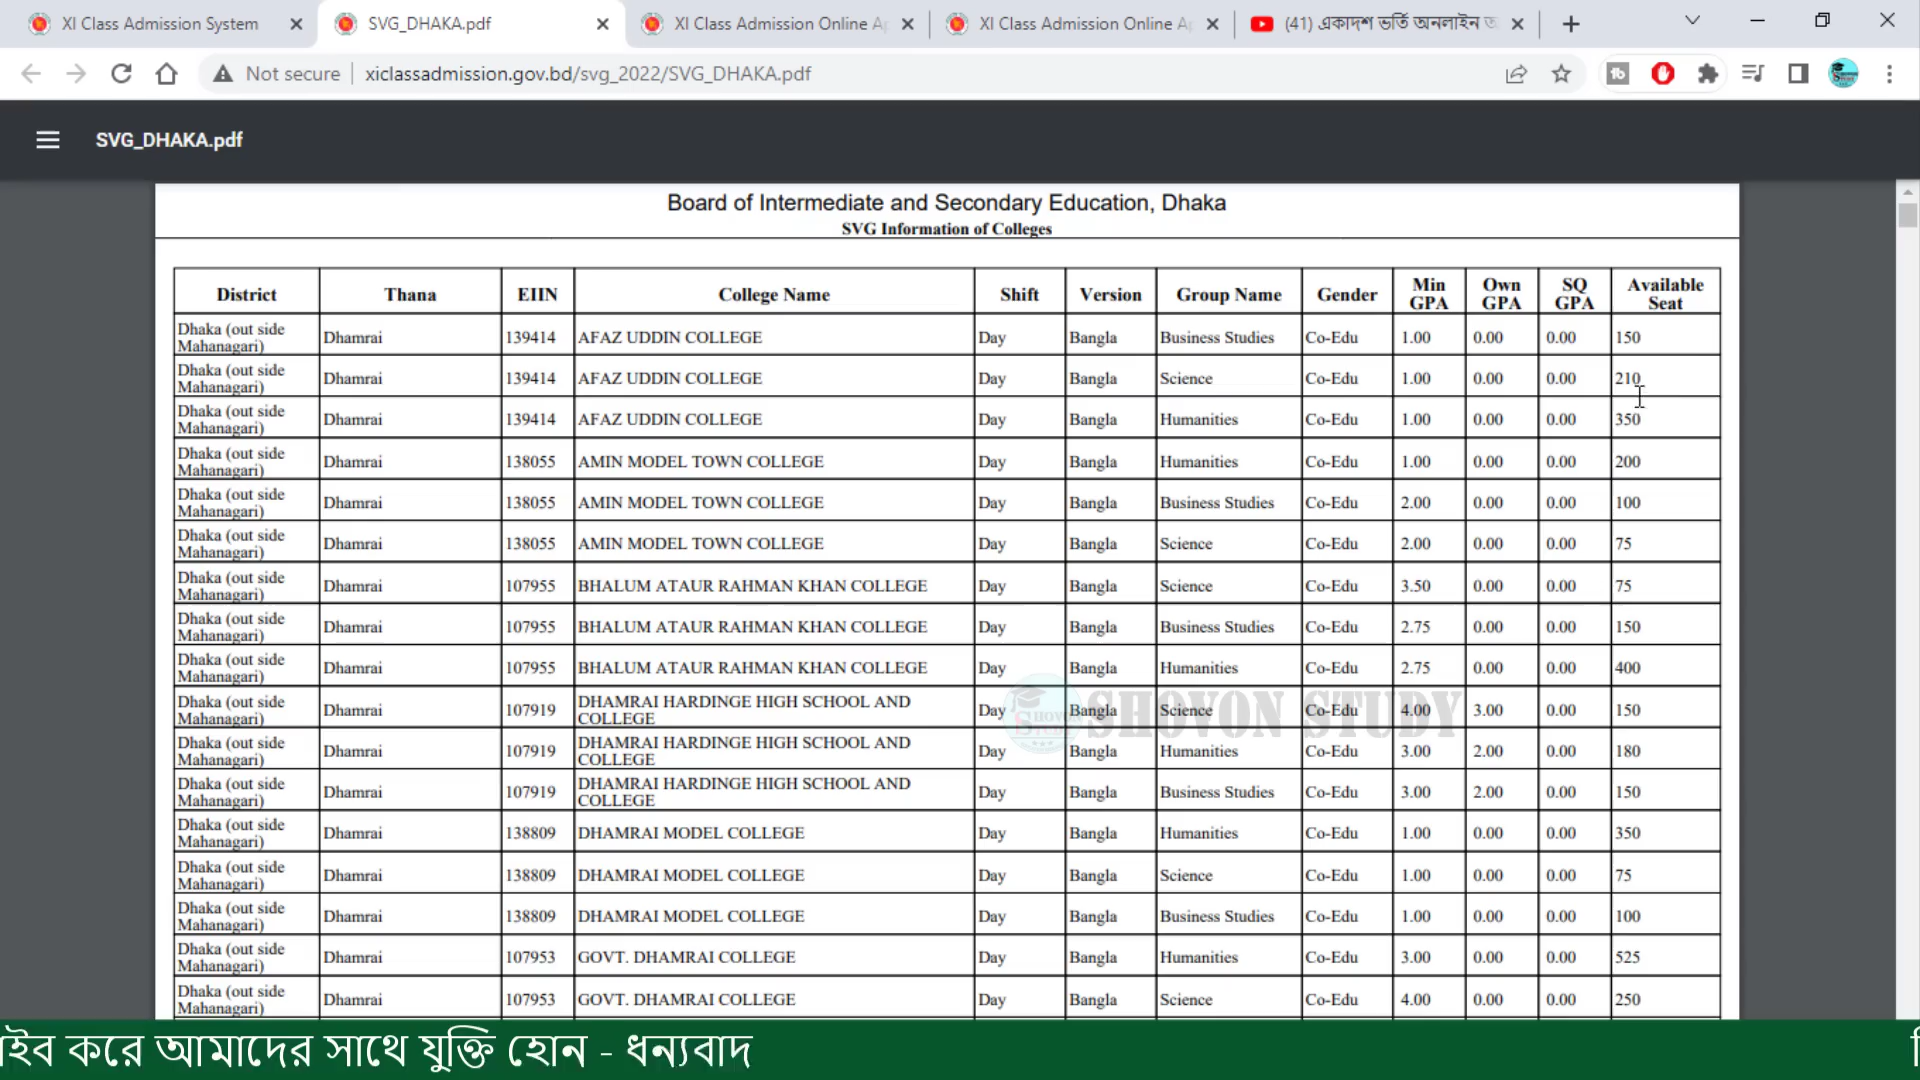 XI Class Admission System
SVG_DHAKA.pdf
XI Class Admission Online Ap
XI Class Admission Online Ap
(41) একাদশ ভর্তি অনলাইন
Not secure xiclassadmission.gov.bd/svg_2022/SVG_DHAKA.pdf
SVG_DHAKA.pdf
Board of Intermediate and Secondary Education, Dhaka
SVG Information of Colleges
District Thana EIIN College Name Shift Version Group Name Gender Min GPA Own GPA SQ GPA Available Seat
Dhaka (out side Mahanagari) Dhamrai 139414 AFAZ UDDIN COLLEGE Day Bangla Business Studies Co-Edu 1.00 0.00 0.00 150
Dhaka (out side Mahanagari) Dhamrai 139414 AFAZ UDDIN COLLEGE Day Bangla Science Co-Edu 1.00 0.00 0.00 210
Dhaka (out side Mahanagari) Dhamrai 139414 AFAZ UDDIN COLLEGE Day Bangla Humanities Co-Edu 1.00 0.00 0.00 350
Dhaka (out side Mahanagari) Dhamrai 138055 AMIN MODEL TOWN COLLEGE Day Bangla Humanities Co-Edu 1.00 0.00 0.00 200
Dhaka (out side Mahanagari) Dhamrai 138055 AMIN MODEL TOWN COLLEGE Day Bangla Business Studies Co-Edu 2.00 0.00 0.00 100
Dhaka (out side Mahanagari) Dhamrai 138055 AMIN MODEL TOWN COLLEGE Day Bangla Science Co-Edu 2.00 0.00 0.00 75
Dhaka (out side Mahanagari) Dhamrai 107955 BHALUM ATAUR RAHMAN KHAN COLLEGE Day Bangla Science Co-Edu 3.50 0.00 0.00 75
Dhaka (out side Mahanagari) Dhamrai 107955 BHALUM ATAUR RAHMAN KHAN COLLEGE Day Bangla Business Studies Co-Edu 2.75 0.00 0.00 150
Dhaka (out side Mahanagari) Dhamrai 107955 BHALUM ATAUR RAHMAN KHAN COLLEGE Day Bangla Humanities Co-Edu 2.75 0.00 0.00 400
Dhaka (out side Mahanagari) Dhamrai 107919 DHAMRAI HARDINGE HIGH SCHOOL AND COLLEGE Day Bangla Science Co-Edu 4.00 3.00 0.00 150
SHOVON STUDY
Dhaka (out side Mahanagari) Dhamrai 107919 DHAMRAI HARDINGE HIGH SCHOOL AND COLLEGE Day Bangla Humanities Co-Edu 3.00 2.00 0.00 180
Dhaka (out side Mahanagari) Dhamrai 107919 DHAMRAI HARDINGE HIGH SCHOOL AND COLLEGE Day Bangla Business Studies Co-Edu 3.00 2.00 0.00 150
Dhaka (out side Mahanagari) Dhamrai 138809 DHAMRAI MODEL COLLEGE Day Bangla Humanities Co-Edu 1.00 0.00 0.00 350
Dhaka (out side Mahanagari) Dhamrai 138809 DHAMRAI MODEL COLLEGE Day Bangla Science Co-Edu 1.00 0.00 0.00 75
Dhaka (out side Mahanagari) Dhamrai 138809 DHAMRAI MODEL COLLEGE Day Bangla Business Studies Co-Edu 1.00 0.00 0.00 100
Dhaka (out side Mahanagari) Dhamrai 107953 GOVT. DHAMRAI COLLEGE Day Bangla Humanities Co-Edu 3.00 0.00 0.00 525
Dhaka (out side Mahanagari) Dhamrai 107953 GOVT. DHAMRAI COLLEGE Day Bangla Science Co-Edu 4.00 0.00 0.00 250
করে আমাদের সাথে যুক্তি হোন - ধন্যবাদ